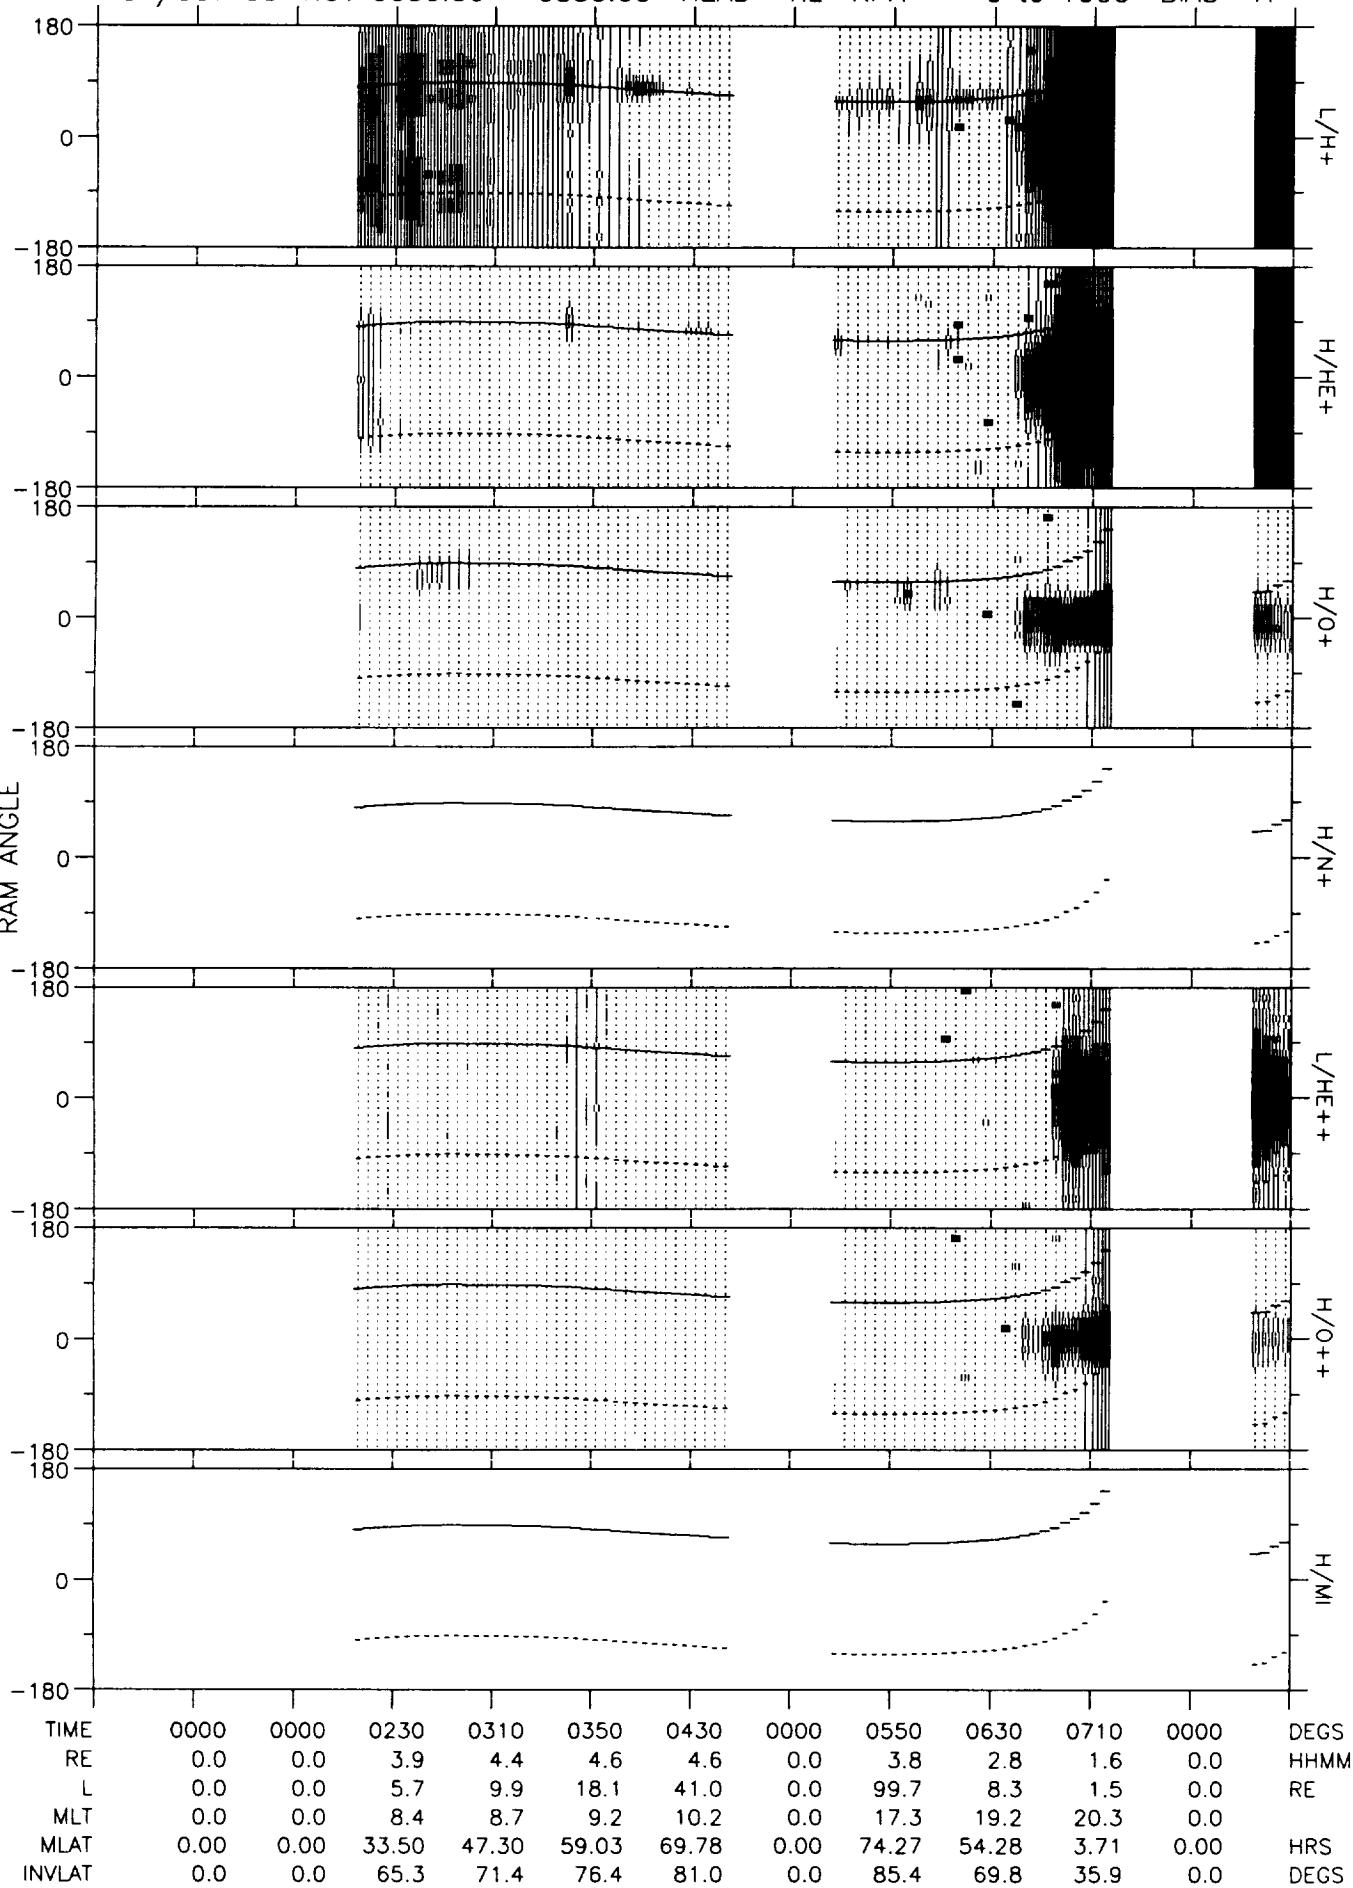 180
0
-180
L/H+
180
0
-180
H/HE+
180
0
-180
H/O+
180
0
-180
H/N+
RAM ANGLE
180
0
-180
L/HE++
180
0
-180
H/O++
180
0
-180
H/MI
TIME 0000 0000 0230 0310 0350 0430 0000 0550 0630 0710 0000 DEGS
RE 0.0 0.0 3.9 4.4 4.6 4.6 0.0 3.8 2.8 1.6 0.0 HHMM
L 0.0 0.0 5.7 9.9 18.1 41.0 0.0 99.7 8.3 1.5 0.0 RE
MLT 0.0 0.0 8.4 8.7 9.2 10.2 0.0 17.3 19.2 20.3 0.0
MLAT 0.00 0.00 33.50 47.30 59.03 69.78 0.00 74.27 54.28 3.71 0.00 HRS
INVLAT 0.0 0.0 65.3 71.4 76.4 81.0 0.0 85.4 69.8 35.9 0.0 DEGS